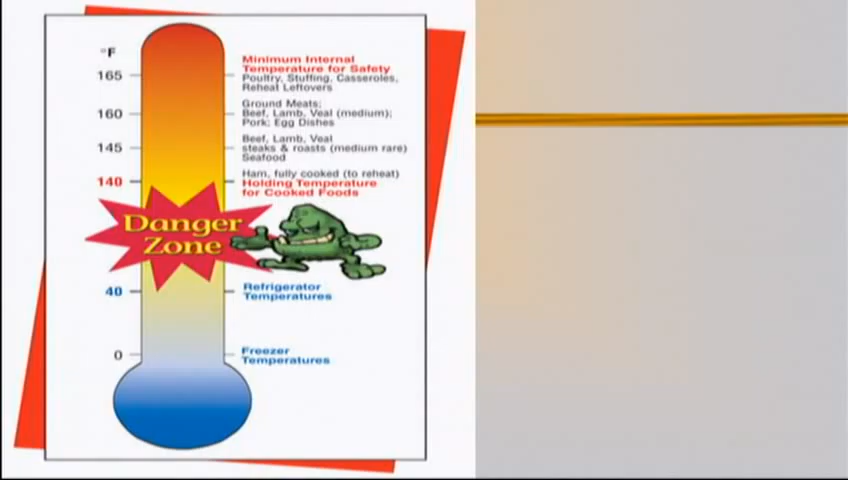 °F
Minimum Internal
Temperature for Safety
165
Poultry, Stuffing, Casseroles,
Reheat Leftovers
Ground Meats;
160
Beef, Lamb, Veal (medium);
Pork; Egg Dishes
Beef, Lamb, Veal
145
steaks & roasts (medium rare)
Seafood
Ham, fully cooked (to reheat)
140
Holding Temperature
for Cooked Foods
Danger
Zone
40
Refrigerator
Temperatures
0
Freezer
Temperatures